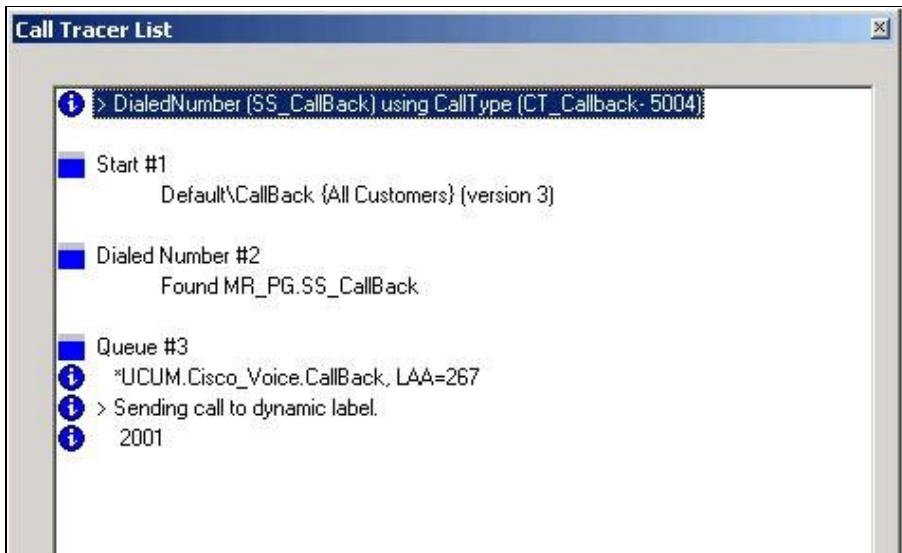 Call Tracer List
> DialedNumber (SS_CallBack) using CallType (CT_Callback- 5004)
Start #1
Default\CallBack {All Customers} (version 3)
Dialed Number #2
Found MR_PG.SS_CallBack
Queue #3
*UCUM.Cisco_Voice.CallBack, LAA=267
> Sending call to dynamic label.
2001